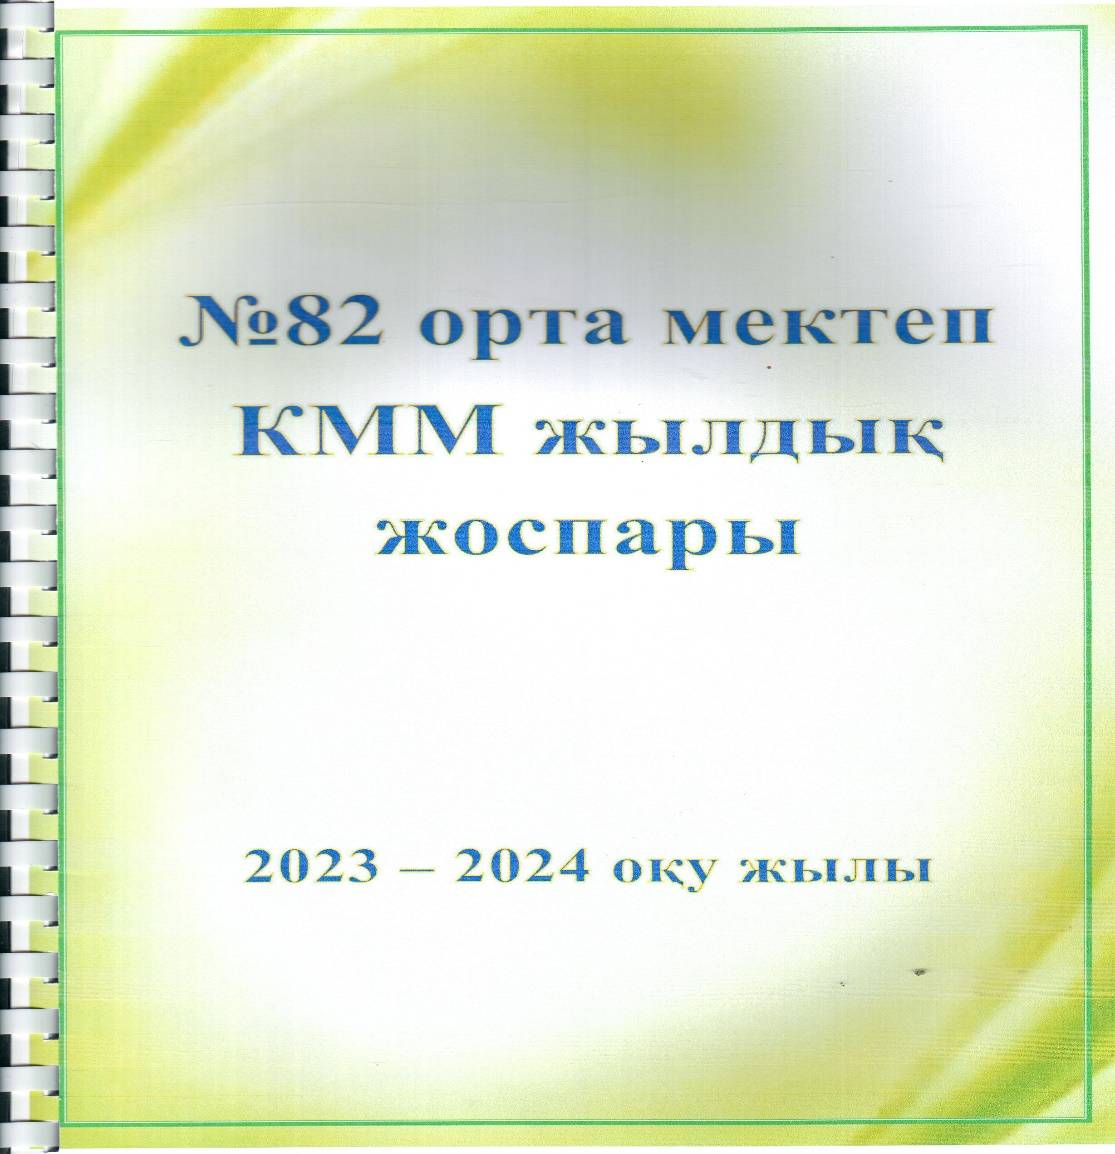 №82 орта мектеп
КММ жылдық
жоспары
2023 – 2024 оқу жылы